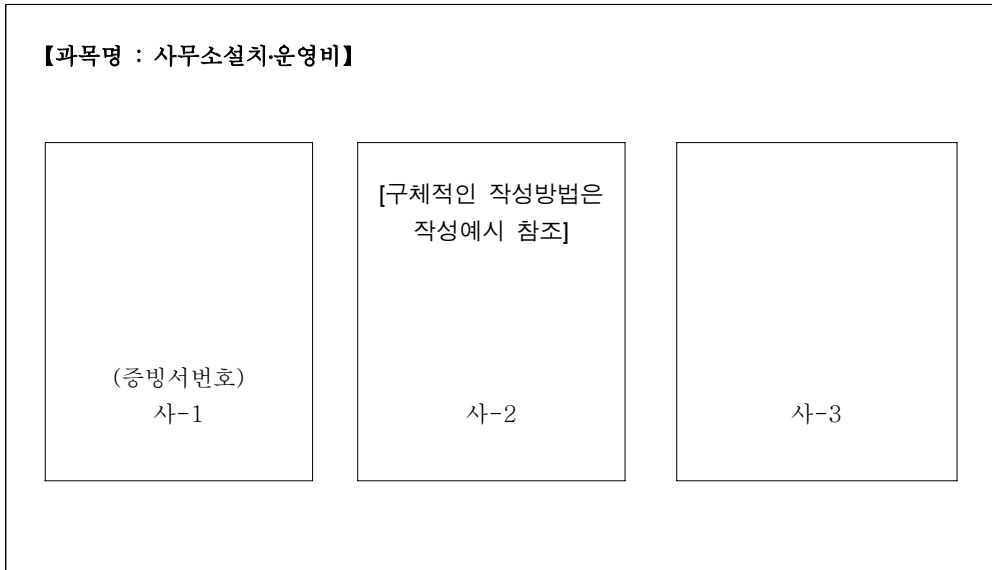 【과목명 : 사무소설치·운영비】
[구체적인 작성방법은
작성예시 참조]
(증빙서번호)
사-1
사-2
사-3